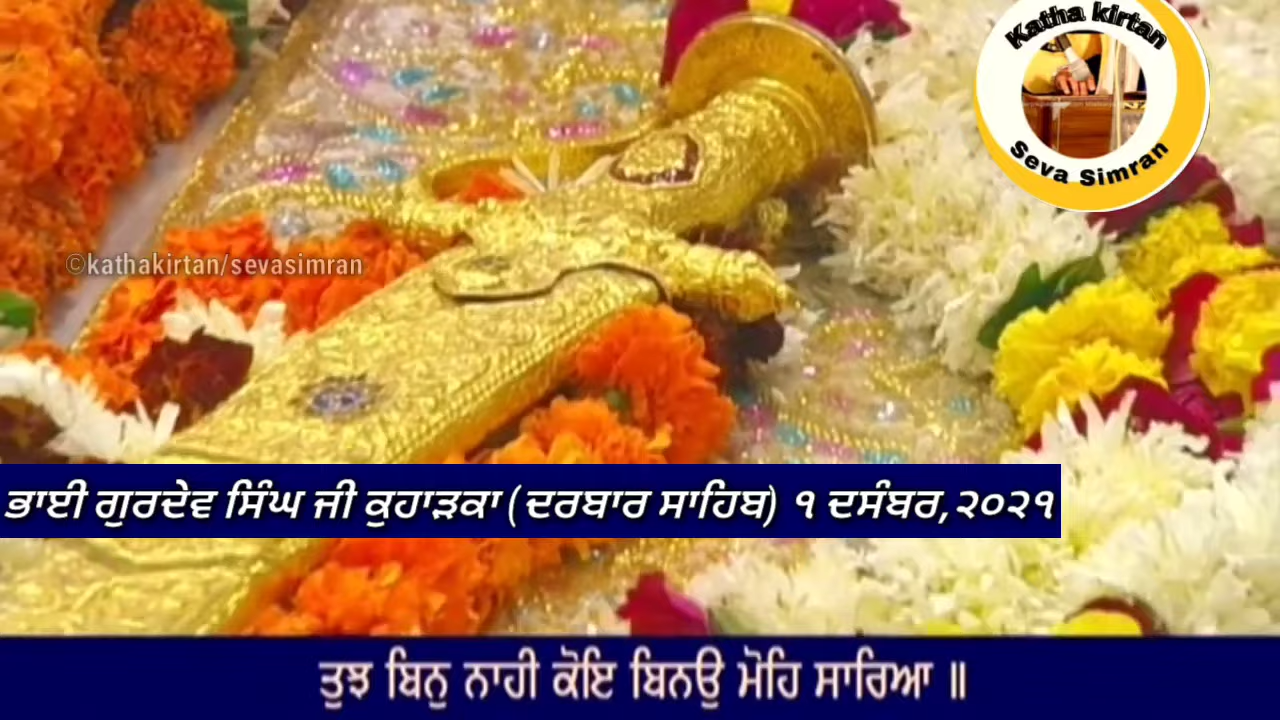 Katha kirtan
Seva Simran
©kathakirtan/sevasimran
ਭਾਈ ਗੁਰਦੇਵ ਸਿੰਘ ਜੀ ਕੁਹਾੜਕਾ (ਦਰਬਾਰ ਸਾਹਿਬ) ੧ ਦਸੰਬਰ,੨੦੨੧
ਤੁਝ ਬਿਨੁ ਨਾਹੀ ਕੋਇ ਬਿਨਉ ਮੋਹਿ ਸਾਰਿਆ ॥